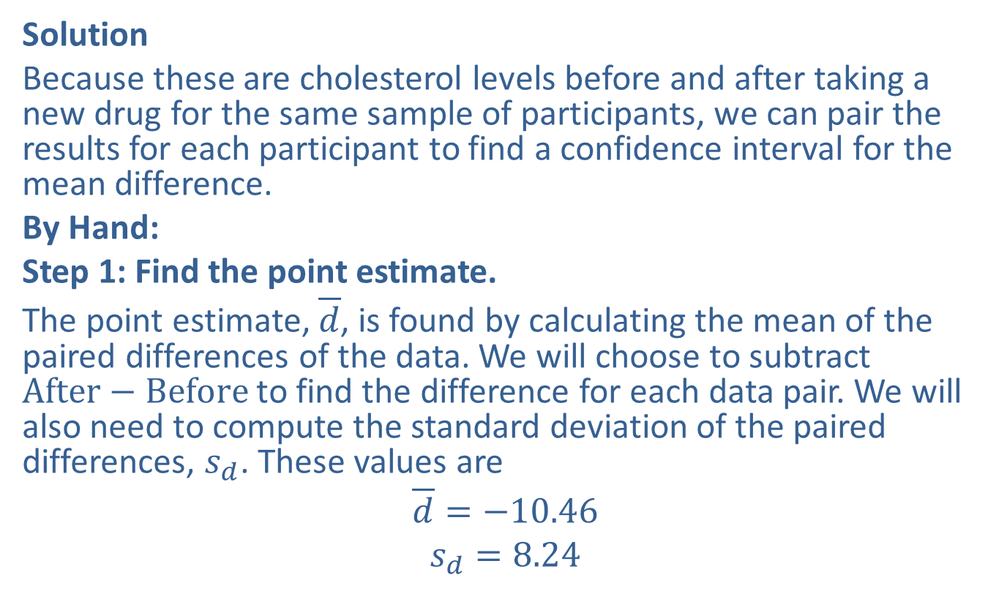 Solution
Because these are cholesterol levels before and after taking a
new drug for the same sample of participants, we can pair the
results for each participant to find a confidence interval for the
mean difference.
By Hand:
Step 1: Find the point estimate.
The point estimate, d̅, is found by calculating the mean of the
paired differences of the data. We will choose to subtract
After − Before to find the difference for each data pair. We will
also need to compute the standard deviation of the paired
differences, s_d. These values are
d̅ = −10.46
s_d = 8.24